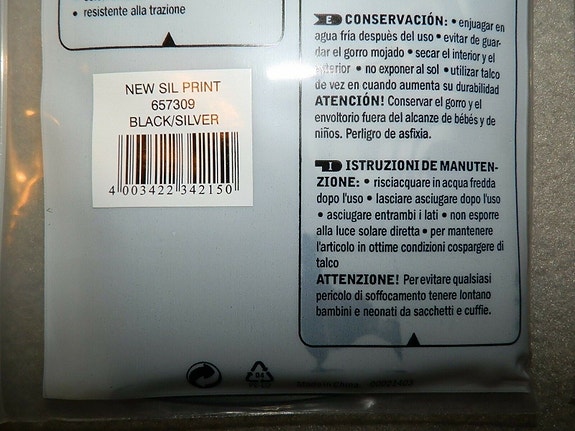 resistente alla trazione
NEW SIL PRINT
657309
BLACK/SILVER
4 003422 342150
E CONSERVACIÓN: • enjuagar en
agua fría después del uso • evitar de guar-
dar el gorro mojado • secar el interior y el
exterior • no exponer al sol • utilizar talco
de vez en cuando aumenta su durabilidad
ATENCIÓN! Conservar el gorro y el
envoltorio fuera del alcance de bébés y de
niños. Perligro de asfixia.
I ISTRUZIONI DE MANUTEN-
ZIONE: • risciacquare in acqua fredda
dopo l'uso • lasciare asciugare dopo l'uso
• asciugare entrambi i lati • non esporre
alla luce solare diretta • per mantenere
l'articolo in ottime condizioni cospargere di
talco
ATTENZIONE! Per evitare qualsiasi
pericolo di soffocamento tenere lontano
bambini e neonati da sacchetti e cuffie.
04
Made in China.